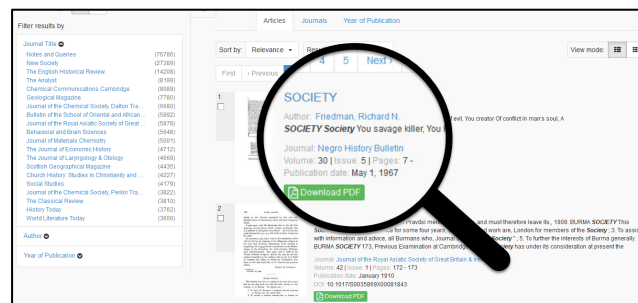 Filter results by
Journal Title
Notes and Queries (76786)
New Society (27389)
The English Historical Review (14208)
The Analyst (8199)
Chemical Communications Cambridge (8089)
Geological Magazine (7780)
Journal of the Chemical Society, Dalton Tra... (6680)
Bulletin of the School of Oriental and African... (5982)
Journal of the Royal Asiatic Society of Great ... (5878)
Behavioral and Brain Sciences (5648)
Journal of Materials Chemistry (5001)
The Journal of Economic History (4712)
The Journal of Laryngology & Otology (4669)
Scottish Geographical Magazine (4435)
Church History: Studies in Christianity and ... (4227)
Social Studies (4179)
Journal of the Chemical Society, Perkin Tra... (3822)
The Classical Review (3810)
History Today (3762)
World Literature Today (3690)
Author
Year of Publication
Articles Journals Year of Publication
Sort by: Relevance View mode:
First ‹ Previous 4 5 Next ›
1
SOCIETY
Author: Friedman, Richard N.
SOCIETY Society You savage killer, You of evil, You creator Of conflict in man's soul, A
Journal: Negro History Bulletin
Volume: 30 | Issue: 5 | Pages: 7 -
Publication date: May 1, 1967
Download PDF
2
and must therefore leave its, 1909. BURMA SOCIETY This
for some four years, and work are, London for members of the Society; 3. To assist
with information and advice, all Burmans who, Journal Society"; 5. To further the interests of Burma generally.
BURMA SOCIETY 173, Previous Examination at Cambridge has under its consideration at present the
Journal: Journal of the Royal Asiatic Society of Great Britain &
Volume: 42 | Issue: 1 | Pages: 172 - 173
Publication date: January 1910
DOI: 10.1017/S0035869X00081843
Download PDF